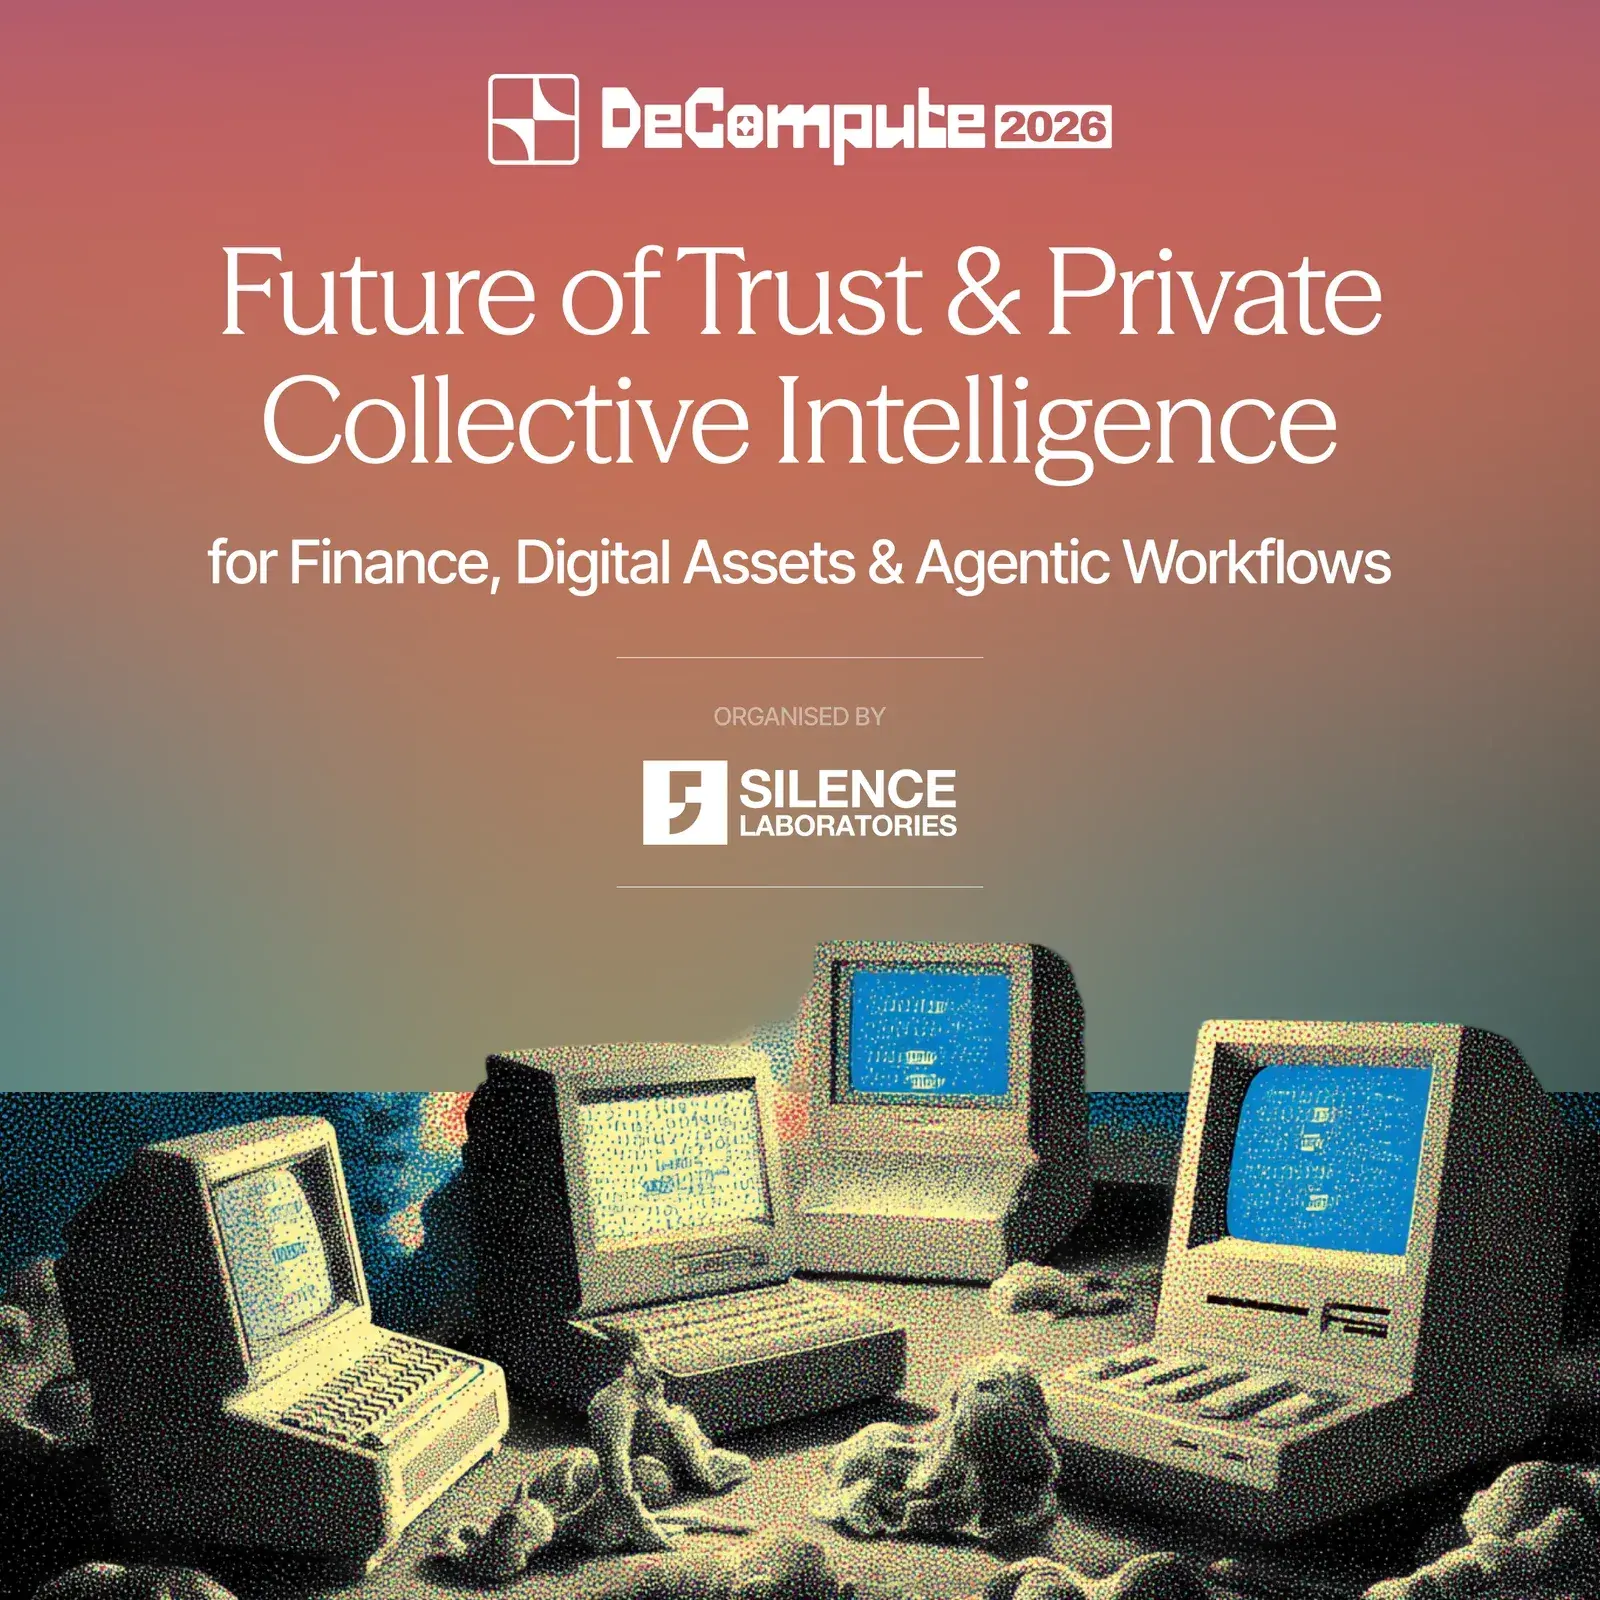 DeCompute 2026
Future of Trust & Private
Collective Intelligence
for Finance, Digital Assets & Agentic Workflows
ORGANISED BY
SILENCE
LABORATORIES